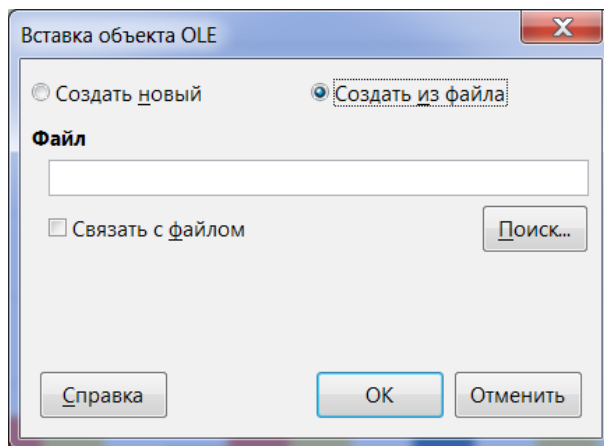 Вставка объекта OLE
Создать новый Создать из файла
Файл
Связать с файлом Поиск...
Справка OK Отменить